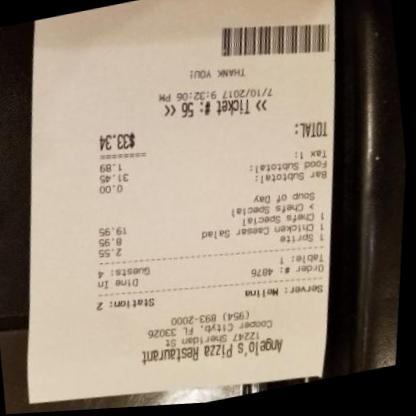 Angelo's Pizza Restaurant
12247 Sheridan St
Cooper Cityb, FL 33026
(954) 893-2000
Server: Melina Station: 2
Order #: 4876 Dine In
Table: 1 Guests: 4
1 Sprite 2.55
1 Chicken Caesar Salad 8.95
1 Chefs Special 19.95
> Chefs Special
Soup of Day
Bar Subtotal: 0.00
Food Subtotal: 31.45
Tax 1: 1.89
TOTAL: $33.34
>> Ticket #: 56 <<
7/10/2017 9:32:06 PM
THANK YOU!